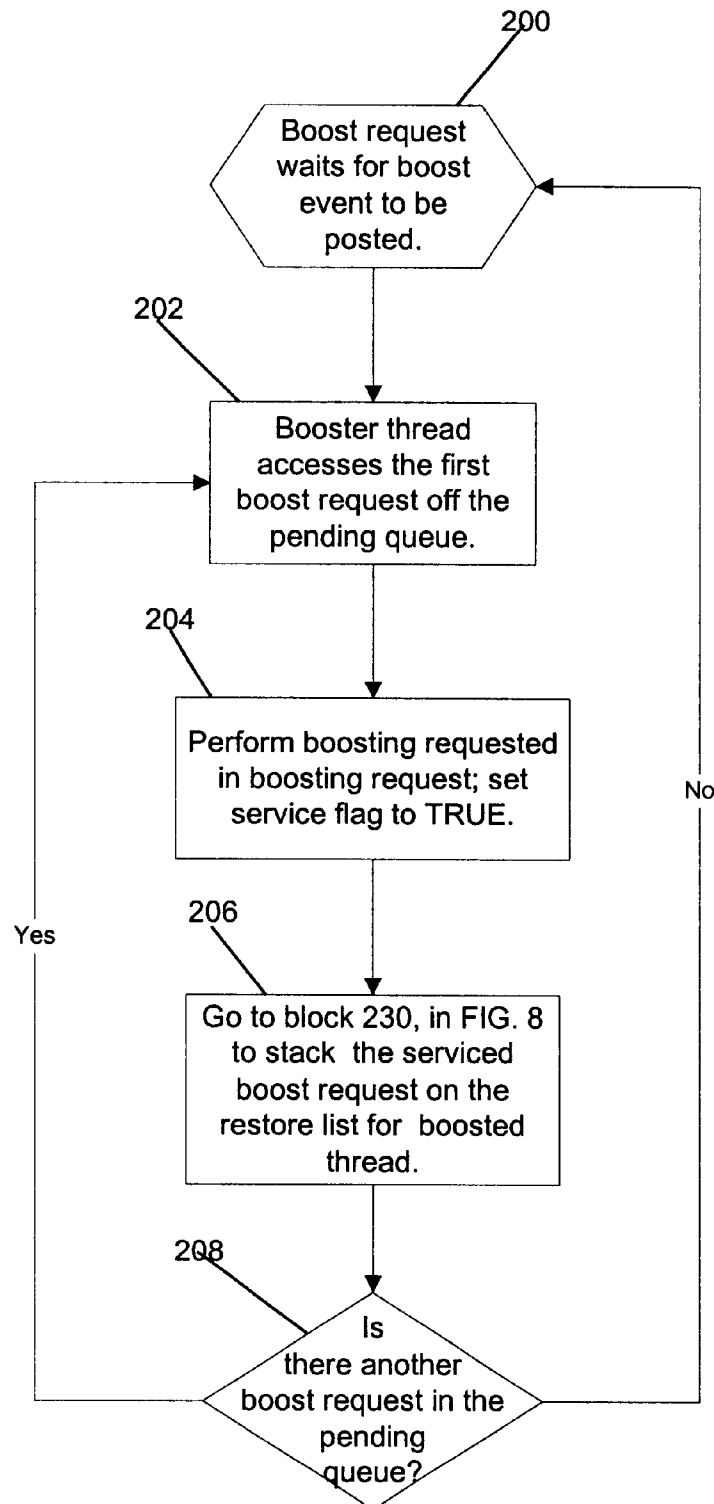 200
Boost request
waits for boost
event to be
posted.
202
Booster thread
accesses the first
boost request off the
pending queue.
204
Perform boosting requested
in boosting request; set
service flag to TRUE.
No
Yes
206
Go to block 230, in FIG. 8
to stack the serviced
boost request on the
restore list for boosted
thread.
208
Is
there another
boost request in the
pending
queue?